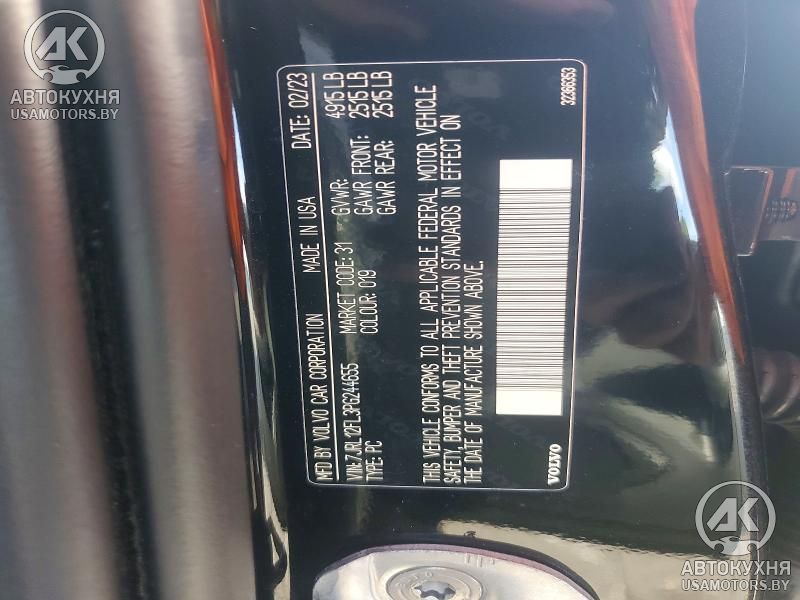 MFD BY VOLVO CAR CORPORATION MADE IN USA DATE: 02/23
VIN:7JRL12FL3PG244655 MARKET CODE: 31 GVWR: 4915 LB
TYPE: PC COLOUR: 019 GAWR FRONT: 2515 LB
GAWR REAR: 2515 LB
THIS VEHICLE CONFORMS TO ALL APPLICABLE FEDERAL MOTOR VEHICLE
SAFETY, BUMPER AND THEFT PREVENTION STANDARDS IN EFFECT ON
THE DATE OF MANUFACTURE SHOWN ABOVE.
VOLVO 32366353
АК
АВТОКУХНЯ
USAMOTORS.BY
АК
АВТОКУХНЯ
USAMOTORS.BY